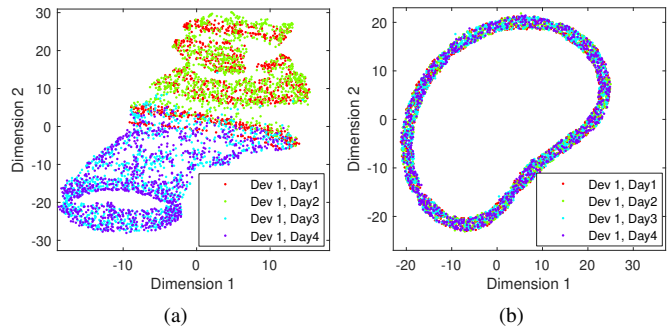 30
20
10
0
-10
-20
-30
-10
0
10
Dimension 2
Dimension 1
Dev 1, Day1
Dev 1, Day2
Dev 1, Day3
Dev 1, Day4
(a)
20
10
0
-10
-20
-20
-10
0
10
20
30
Dimension 2
Dimension 1
Dev 1, Day1
Dev 1, Day2
Dev 1, Day3
Dev 1, Day4
(b)